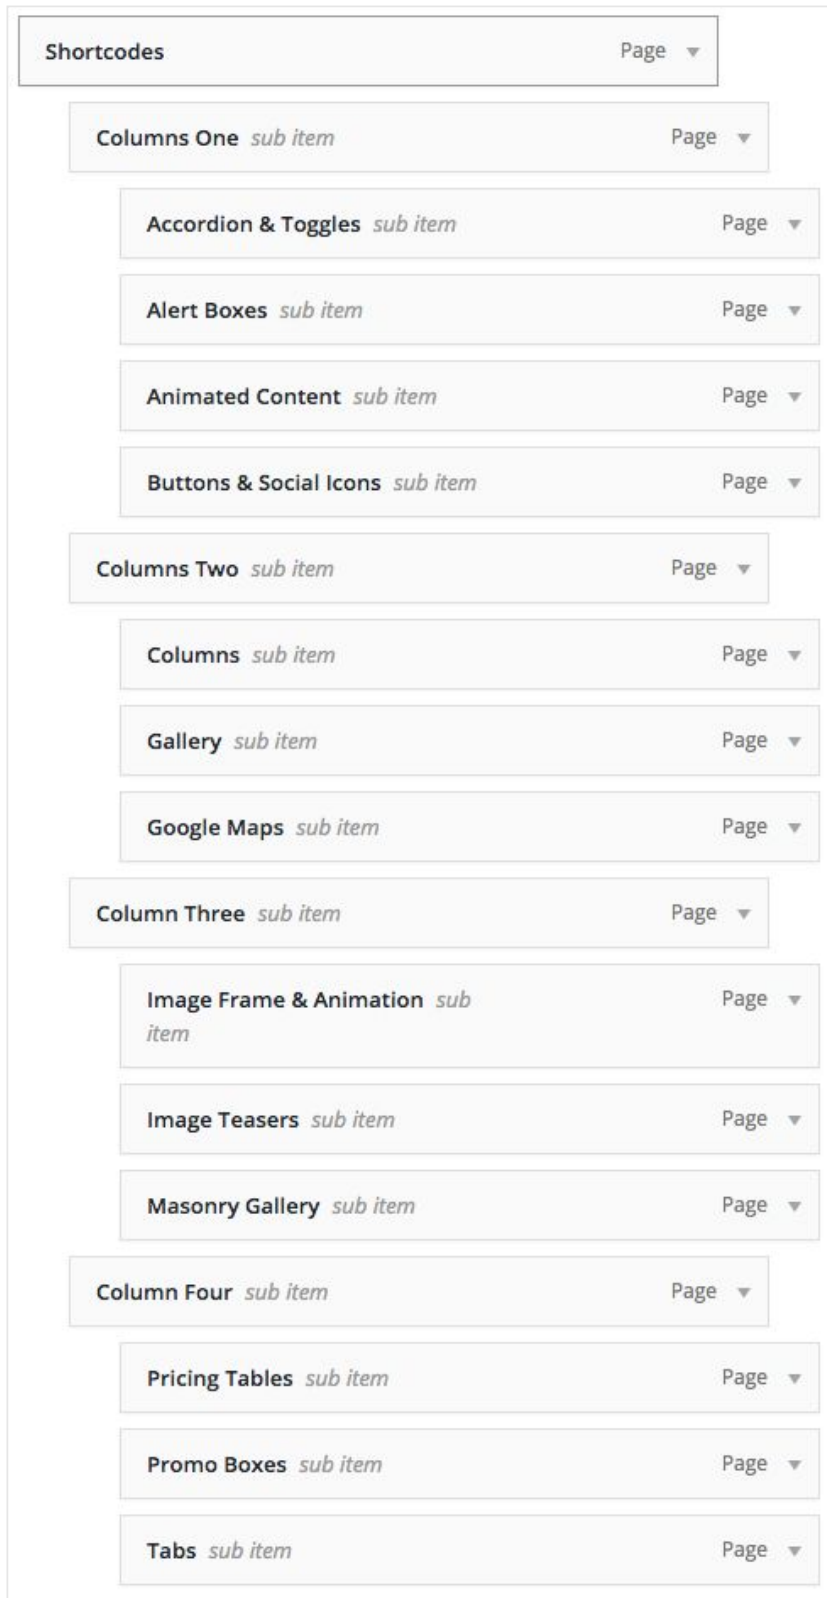 Shortcodes Page
Columns One sub item Page
Accordion & Toggles sub item Page
Alert Boxes sub item Page
Animated Content sub item Page
Buttons & Social Icons sub item Page
Columns Two sub item Page
Columns sub item Page
Gallery sub item Page
Google Maps sub item Page
Column Three sub item Page
Image Frame & Animation sub Page
item
Image Teasers sub item Page
Masonry Gallery sub item Page
Column Four sub item Page
Pricing Tables sub item Page
Promo Boxes sub item Page
Tabs sub item Page